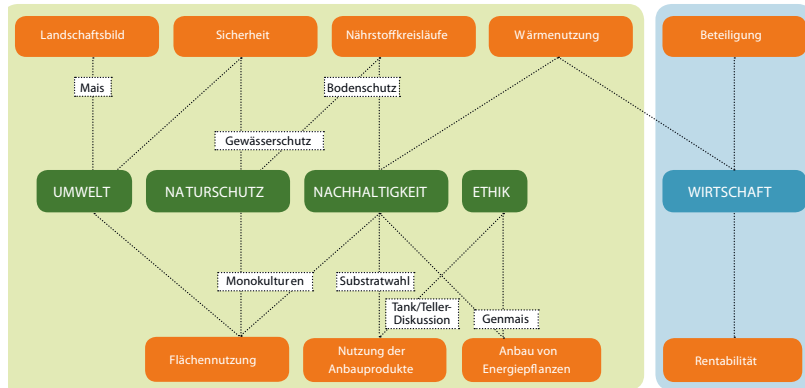 Landschaftsbild
Sicherheit
Nährstoffkreisläufe
Wärmenutzung
Beteiligung
Mais
Bodenschutz
Gewässerschutz
UMWELT
NATURSCHUTZ
NACHHALTIGKEIT
ETHIK
WIRTSCHAFT
Monokulturen
Substratwahl
Tank/Teller-
Diskussion
Genmais
Flächennutzung
Nutzung der
Anbauprodukte
Anbau von
Energiepflanzen
Rentabilität